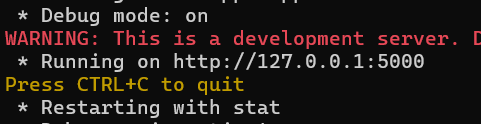 * Debug mode: on
WARNING: This is a development server.
* Running on http://127.0.0.1:5000
Press CTRL+C to quit
* Restarting with stat